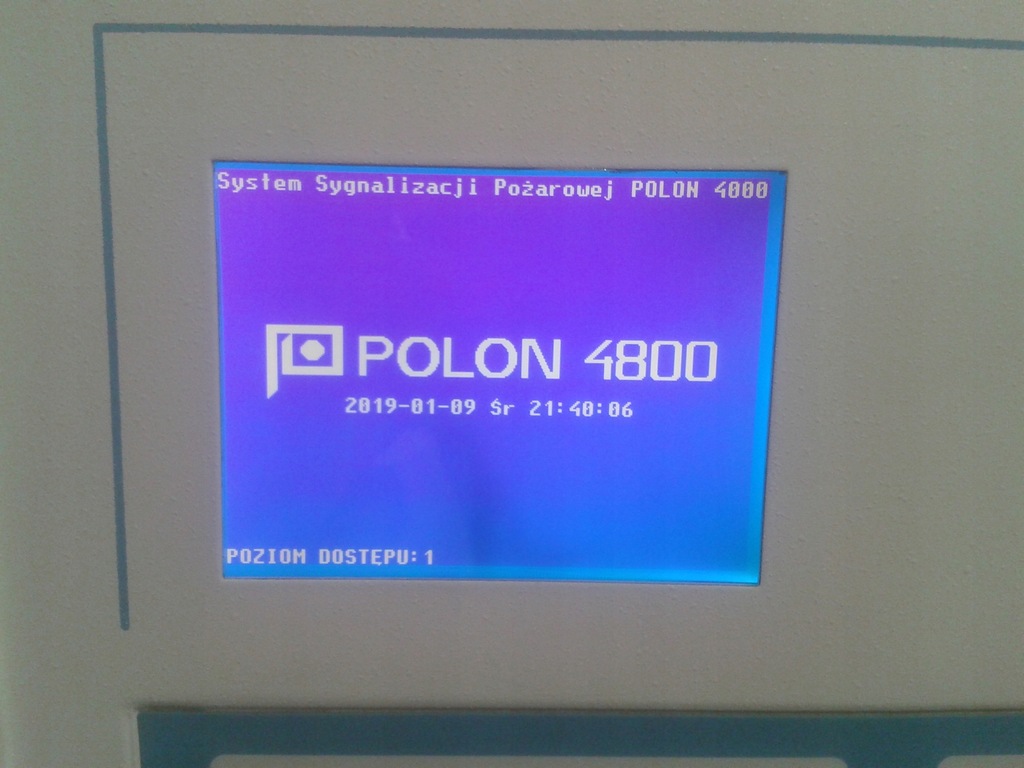 System Sygnalizacji Pożarowej POLON 4000
POLON 4800
2019-01-09 Śr 21:40:06
POZIOM DOSTĘPU:1